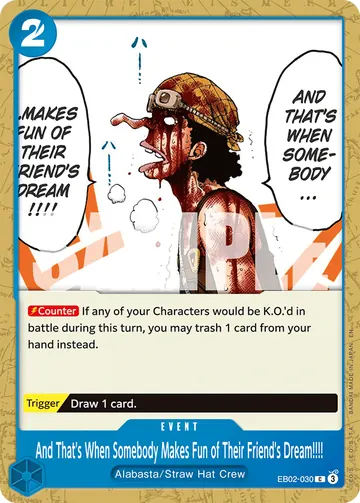 2
...MAKES
FUN OF
THEIR
FRIEND'S
DREAM
!!!!
AND
THAT'S
WHEN
SOME-
BODY
...
Counter If any of your Characters would be K.O.'d in
battle during this turn, you may trash 1 card from your
hand instead.
Trigger Draw 1 card.
EVENT
And That's When Somebody Makes Fun of Their Friend's Dream!!!!
Alabasta/Straw Hat Crew
EB02-030 C 3